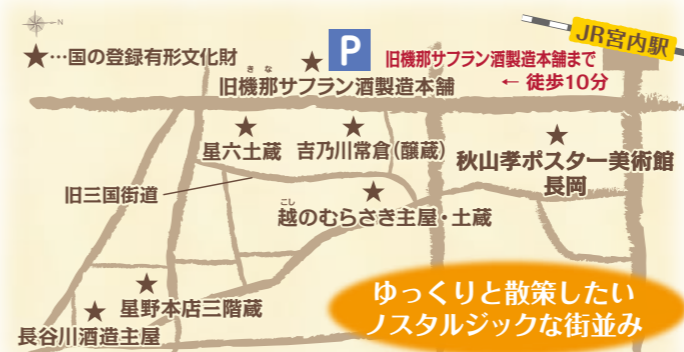 N
★…国の登録有形文化財
P
JR宮内駅
旧機那サフラン酒製造本舗まで
← 徒歩10分
きな
旧機那サフラン酒製造本舗
星六土蔵
吉乃川常倉(醸蔵)
秋山孝ポスター美術館
長岡
旧三国街道
こし
越のむらさき主屋・土蔵
星野本店三階蔵
長谷川酒造主屋
ゆっくりと散策したい
ノスタルジックな街並み